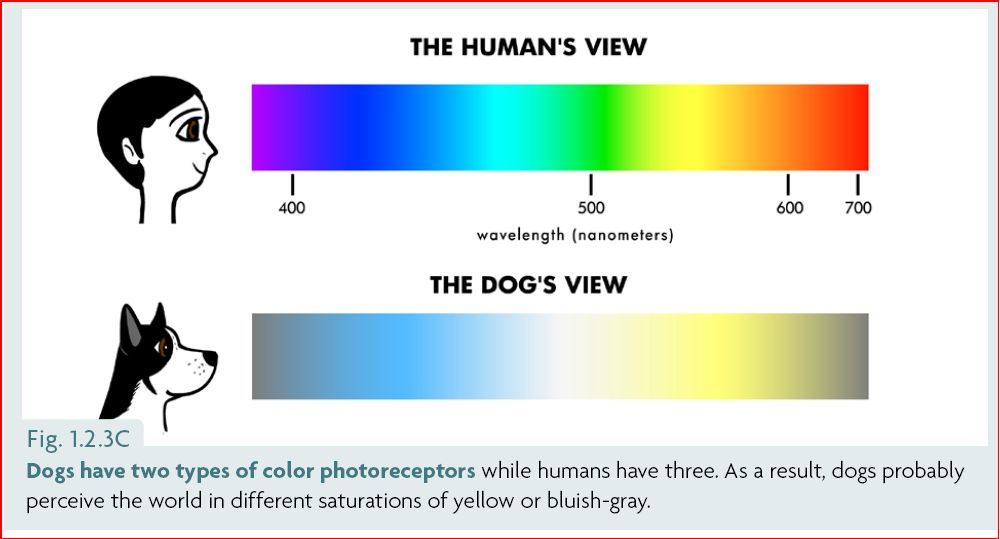 THE HUMAN'S VIEW
400 500 600 700
wavelength (nanometers)
THE DOG'S VIEW
Fig. 1.2.3C
Dogs have two types of color photoreceptors while humans have three. As a result, dogs probably
perceive the world in different saturations of yellow or bluish-gray.